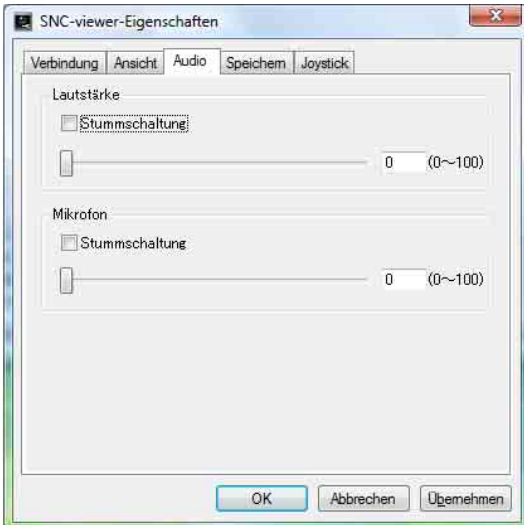 SNC-viewer-Eigenschaften
Verbindung Ansicht Audio Speichern Joystick
Lautstärke
Stummschaltung
0 (0～100)
Mikrofon
Stummschaltung
0 (0～100)
OK Abbrechen Übernehmen